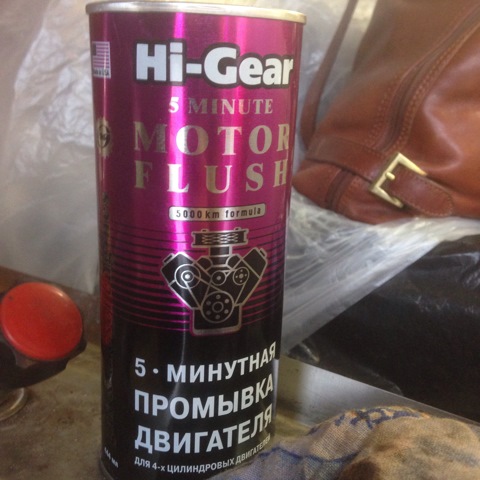 Hi-Gear
5 MINUTE
MOTOR
FLUSH
5000 km formula
5 · МИНУТНАЯ
ПРОМЫВКА
ДВИГАТЕЛЯ
ДЛЯ 4-х ЦИЛИНДРОВЫХ ДВИГАТЕЛЕЙ